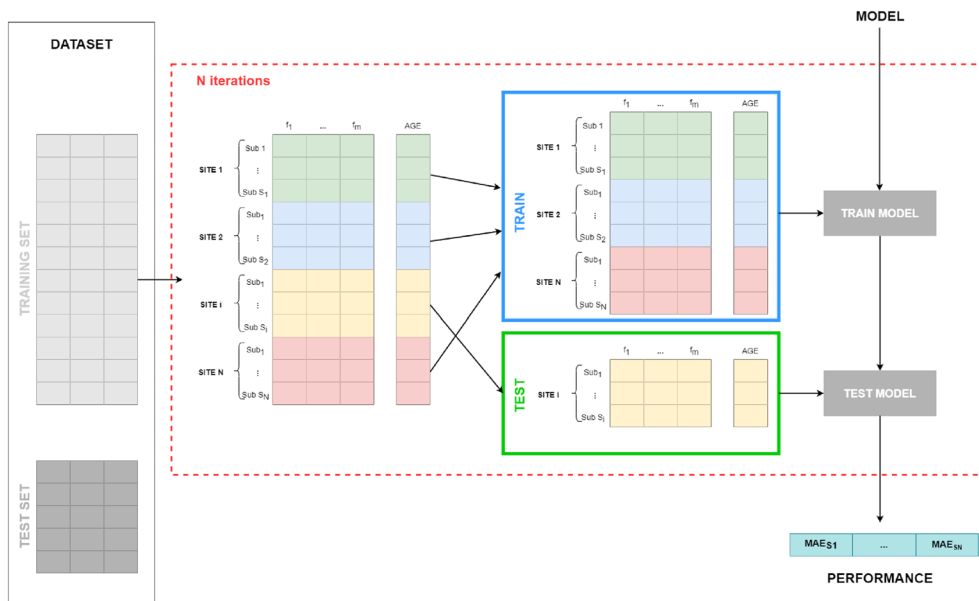 MODEL
DATASET
N iterations
TRAINING SET
TEST SET
f1 ... fm AGE
SITE 1
Sub 1
⋮
Sub S1
SITE 2
Sub1
⋮
Sub S2
SITE i
Sub1
⋮
Sub Si
SITE N
Sub1
⋮
Sub SN
TRAIN
f1 ... fm AGE
SITE 1
Sub 1
⋮
Sub S1
SITE 2
Sub1
⋮
Sub S2
SITE N
Sub1
⋮
Sub SN
TRAIN MODEL
TEST
f1 ... fm AGE
SITE i
Sub1
⋮
Sub Si
TEST MODEL
MAES1 ... MAESN
PERFORMANCE